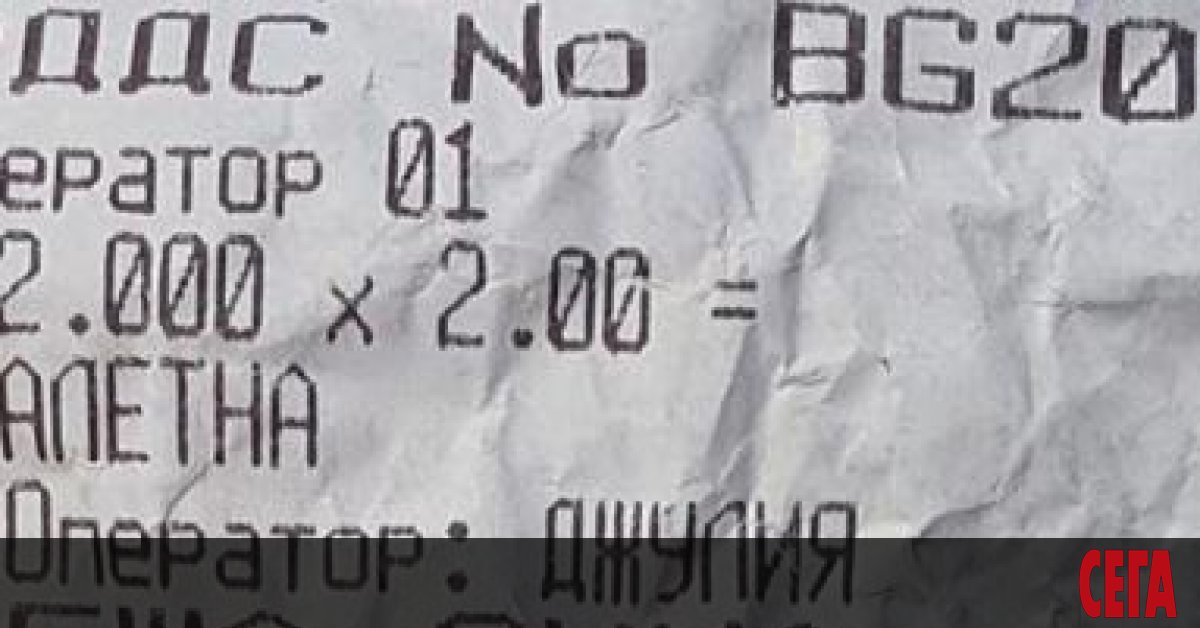 ДДС No BG20
ератор 01
2.000 x 2.00 =
АЛЕТНА
Оператор: ДЖУЛИЯ
СЕГА